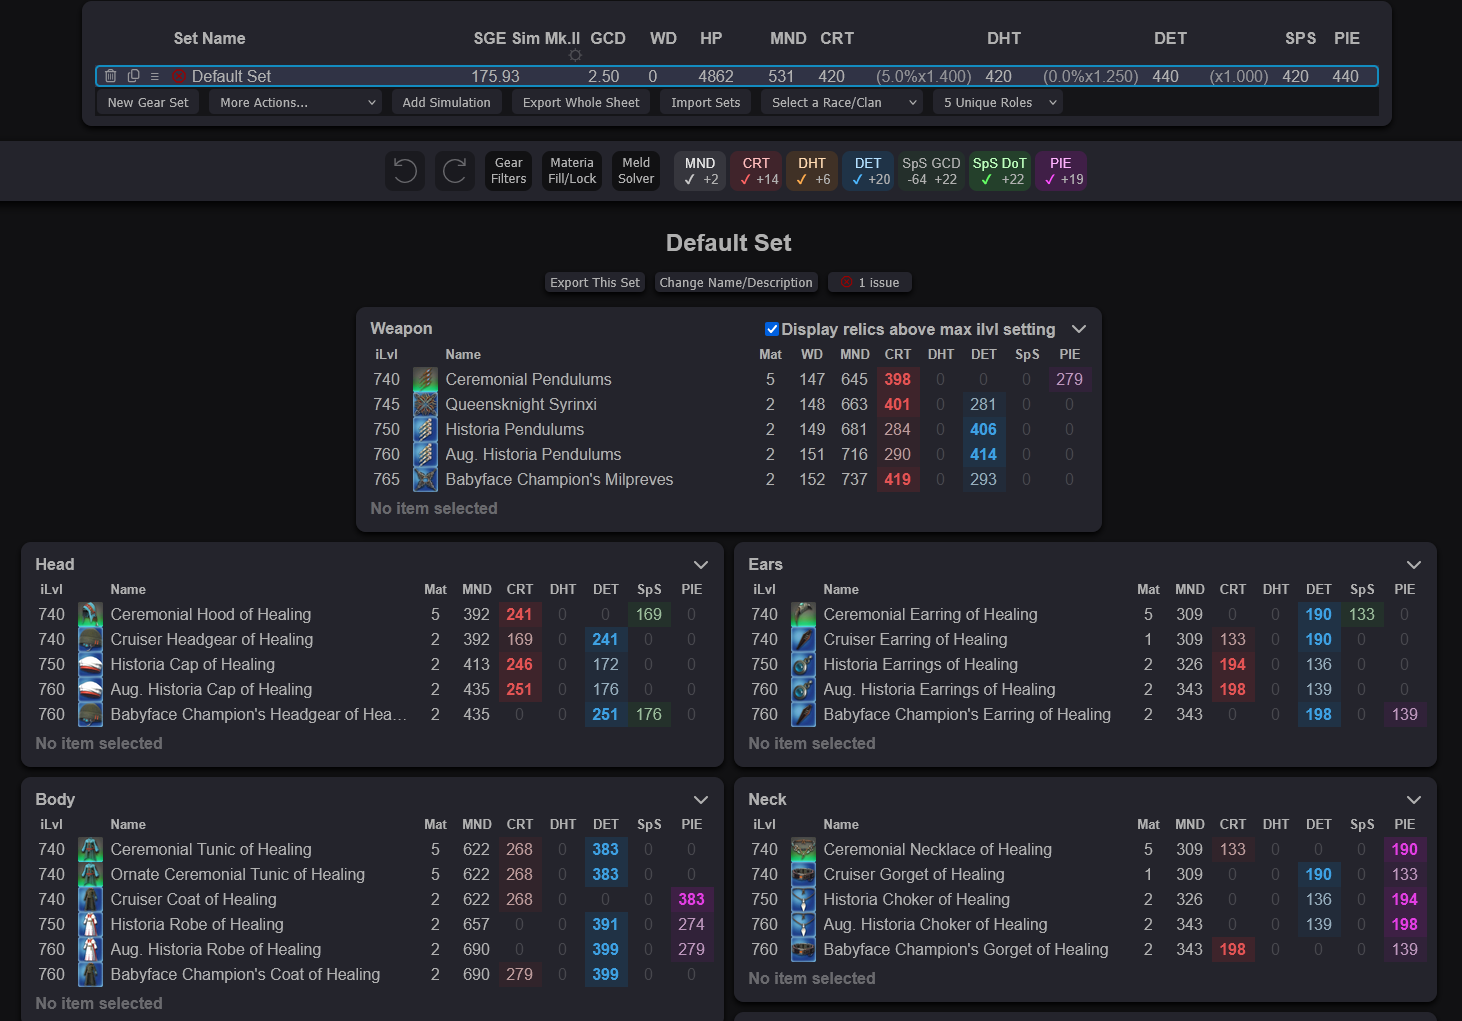 Set Name SGE Sim Mk.II GCD WD HP MND CRT DHT DET SPS PIE
Default Set 175.93 2.50 0 4862 531 420 (5.0%x1.400) 420 (0.0%x1.250) 440 (x1.000) 420 440
New Gear Set More Actions... Add Simulation Export Whole Sheet Import Sets Select a Race/Clan 5 Unique Roles
Gear Filters Materia Fill/Lock Meld Solver MND ✓ +2 CRT ✓ +14 DHT ✓ +6 DET ✓ +20 SpS GCD -64 +22 SpS DoT ✓ +22 PIE ✓ +19
Default Set
Export This Set Change Name/Description 1 issue
Weapon Display relics above max ilvl setting
iLvl Name Mat WD MND CRT DHT DET SpS PIE
740 Ceremonial Pendulums 5 147 645 398 0 0 0 279
745 Queensknight Syrinxi 2 148 663 401 0 281 0 0
750 Historia Pendulums 2 149 681 284 0 406 0 0
760 Aug. Historia Pendulums 2 151 716 290 0 414 0 0
765 Babyface Champion's Milpreves 2 152 737 419 0 293 0 0
No item selected
Head
iLvl Name Mat MND CRT DHT DET SpS PIE
740 Ceremonial Hood of Healing 5 392 241 0 0 169 0
740 Cruiser Headgear of Healing 2 392 169 0 241 0 0
750 Historia Cap of Healing 2 413 246 0 172 0 0
760 Aug. Historia Cap of Healing 2 435 251 0 176 0 0
760 Babyface Champion's Headgear of Hea... 2 435 0 0 251 176 0
No item selected
Ears
iLvl Name Mat MND CRT DHT DET SpS PIE
740 Ceremonial Earring of Healing 5 309 0 0 190 133 0
740 Cruiser Earring of Healing 1 309 133 0 190 0 0
750 Historia Earrings of Healing 2 326 194 0 136 0 0
760 Aug. Historia Earrings of Healing 2 343 198 0 139 0 0
760 Babyface Champion's Earring of Healing 2 343 0 0 198 0 139
No item selected
Body
iLvl Name Mat MND CRT DHT DET SpS PIE
740 Ceremonial Tunic of Healing 5 622 268 0 383 0 0
740 Ornate Ceremonial Tunic of Healing 5 622 268 0 383 0 0
740 Cruiser Coat of Healing 2 622 268 0 0 0 383
750 Historia Robe of Healing 2 657 0 0 391 0 274
760 Aug. Historia Robe of Healing 2 690 0 0 399 0 279
760 Babyface Champion's Coat of Healing 2 690 279 0 399 0 0
No item selected
Neck
iLvl Name Mat MND CRT DHT DET SpS PIE
740 Ceremonial Necklace of Healing 5 309 133 0 0 0 190
740 Cruiser Gorget of Healing 1 309 0 0 190 0 133
750 Historia Choker of Healing 2 326 0 0 136 0 194
760 Aug. Historia Choker of Healing 2 343 0 0 139 0 198
760 Babyface Champion's Gorget of Healing 2 343 198 0 0 0 139
No item selected